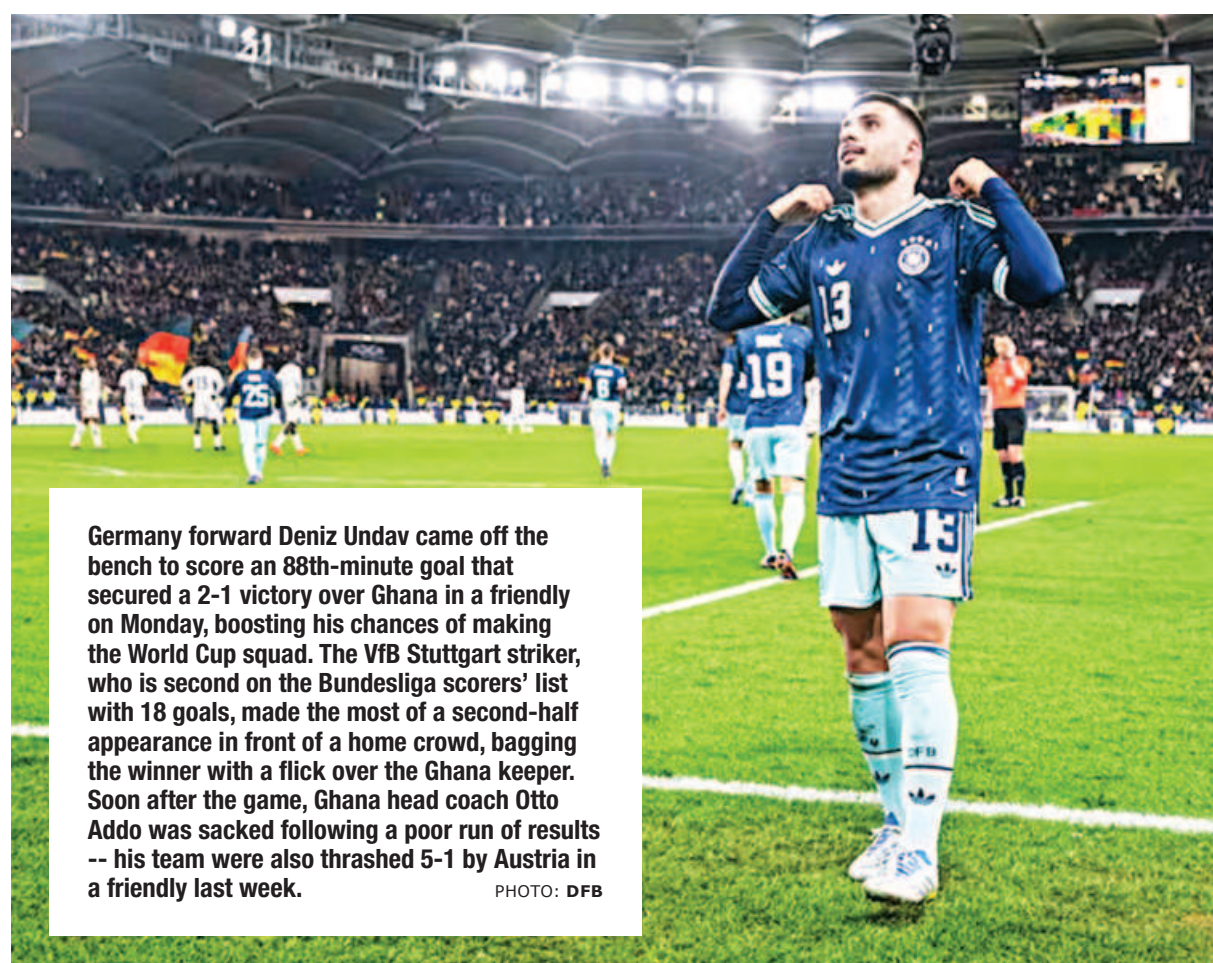 13
25
6
19
13
DFB
Germany forward Deniz Undav came off the
bench to score an 88th-minute goal that
secured a 2-1 victory over Ghana in a friendly
on Monday, boosting his chances of making
the World Cup squad. The VfB Stuttgart striker,
who is second on the Bundesliga scorers’ list
with 18 goals, made the most of a second-half
appearance in front of a home crowd, bagging
the winner with a flick over the Ghana keeper.
Soon after the game, Ghana head coach Otto
Addo was sacked following a poor run of results
-- his team were also thrashed 5-1 by Austria in
a friendly last week.
PHOTO: DFB